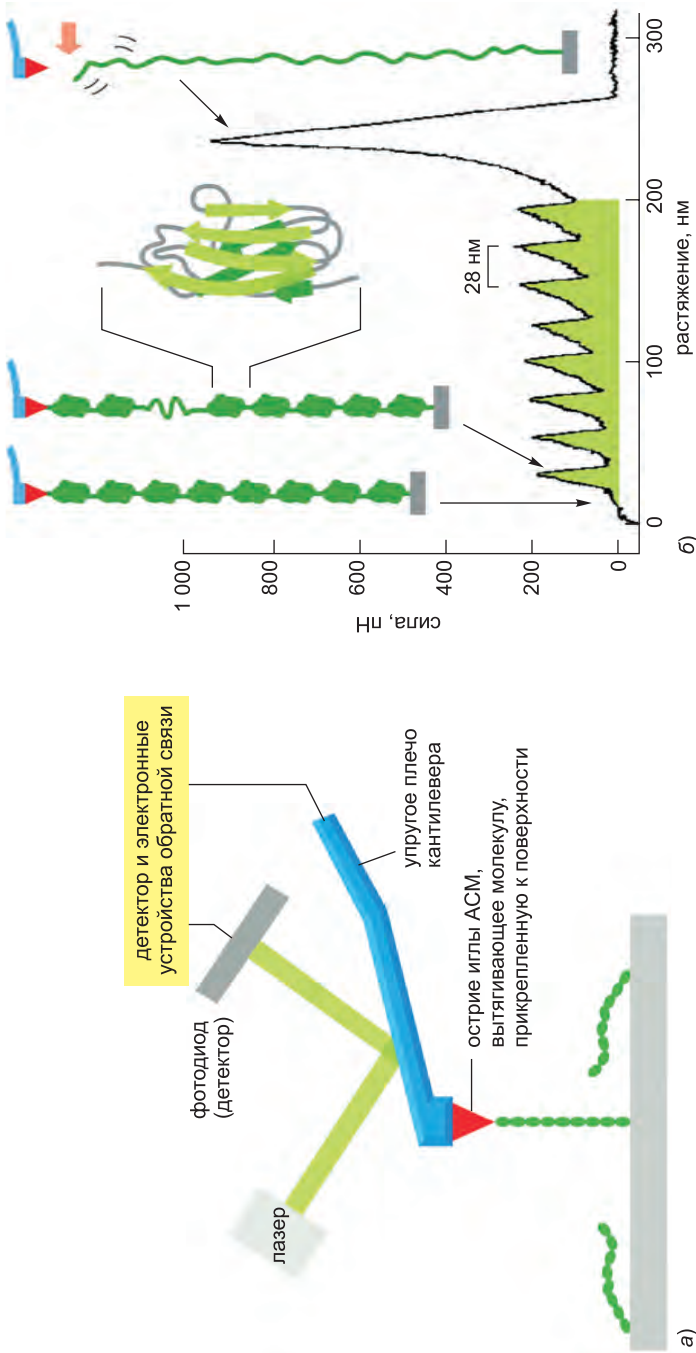 детектор и электронные
устройства обратной связи
фотодиод
(детектор)
лазер
упругое плечо
кантилевера
острие иглы АСМ,
вытягивающее молекулу,
прикрепленную к поверхности
а)
сила, пН
1 000
800
600
400
200
0
28 нм
0
100
200
300
растяжение, нм
б)